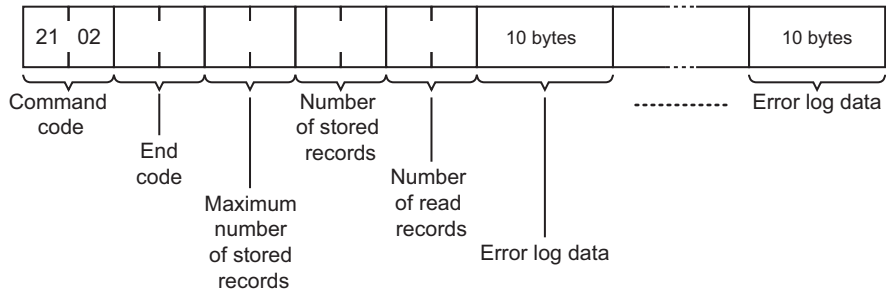 21 02
10 bytes
10 bytes
Command
code
End
code
Maximum
number
of stored
records
Number
of stored
records
Number
of read
records
Error log data
Error log data